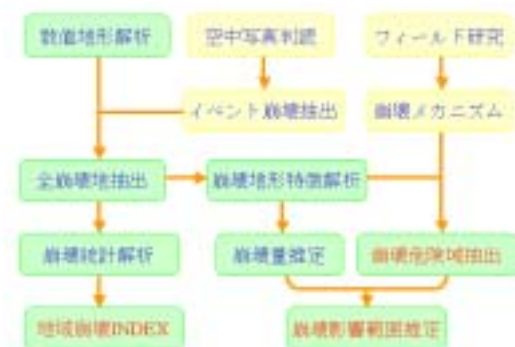 数値地形解析
空中写真判読
フィールド研究
イベント崩壊抽出
崩壊メカニズム
全崩壊地抽出
崩壊地形特徴解析
崩壊統計解析
崩壊量推定
崩壊危険域抽出
地域崩壊INDEX
崩壊影響範囲推定